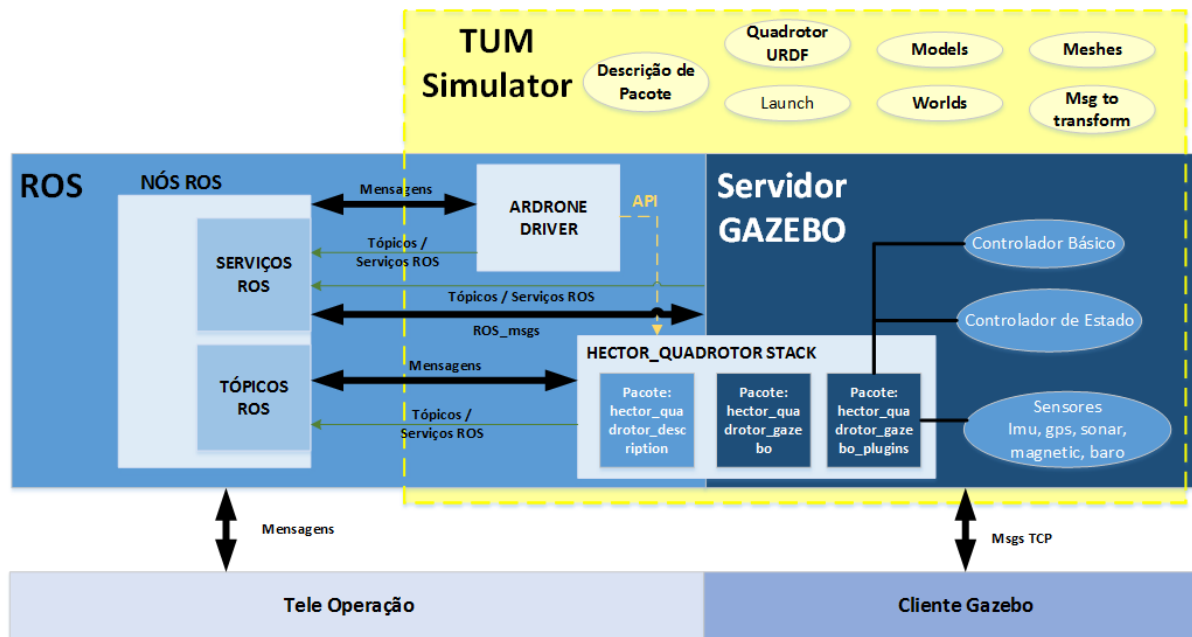 TUM
Simulator
Descrição de
Pacote
Quadrotor
URDF
Models
Meshes
Launch
Worlds
Msg to
transform
ROS
NÓS ROS
Mensagens
ARDRONE
DRIVER
API
Servidor
GAZEBO
SERVIÇOS
ROS
Tópicos /
Serviços ROS
Tópicos / Serviços ROS
ROS_msgs
Controlador Básico
Controlador de Estado
HECTOR_QUADROTOR STACK
TÓPICOS
ROS
Mensagens
Tópicos /
Serviços ROS
Pacote:
hector_qua
drotor_desc
ription
Pacote:
hector_qua
drotor_gaze
bo
Pacote:
hector_qua
drotor_gaze
bo_plugins
Sensores
Imu, gps, sonar,
magnetic, baro
Mensagens
Msgs TCP
Tele Operação
Cliente Gazebo